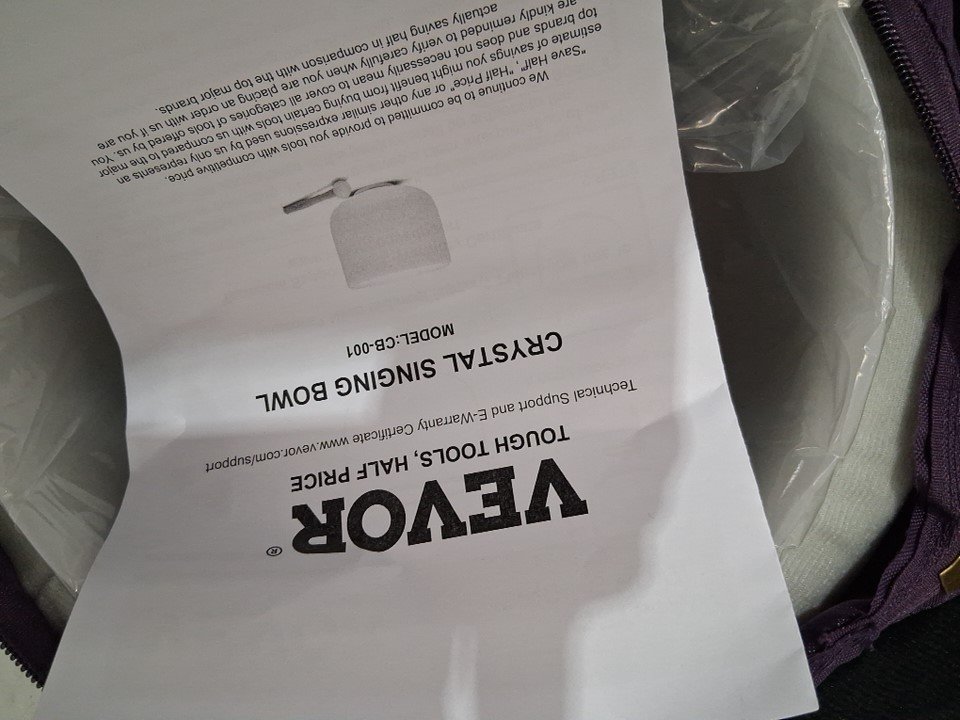 VEVOR®
TOUGH TOOLS, HALF PRICE
Technical Support and E-Warranty Certificate www.vevor.com/support
CRYSTAL SINGING BOWL
MODEL:CB-001
We continue to be committed to provide you tools with competitive price.
"Save Half", "Half Price" or any other similar expressions used by us only represents an
estimate of savings you might benefit from buying certain tools with us compared to the major
top brands and does not necessarily mean to cover all categories of tools offered by us. You
are kindly reminded to verify carefully when you are placing an order with us if you are
actually saving half in comparison with the top major brands.